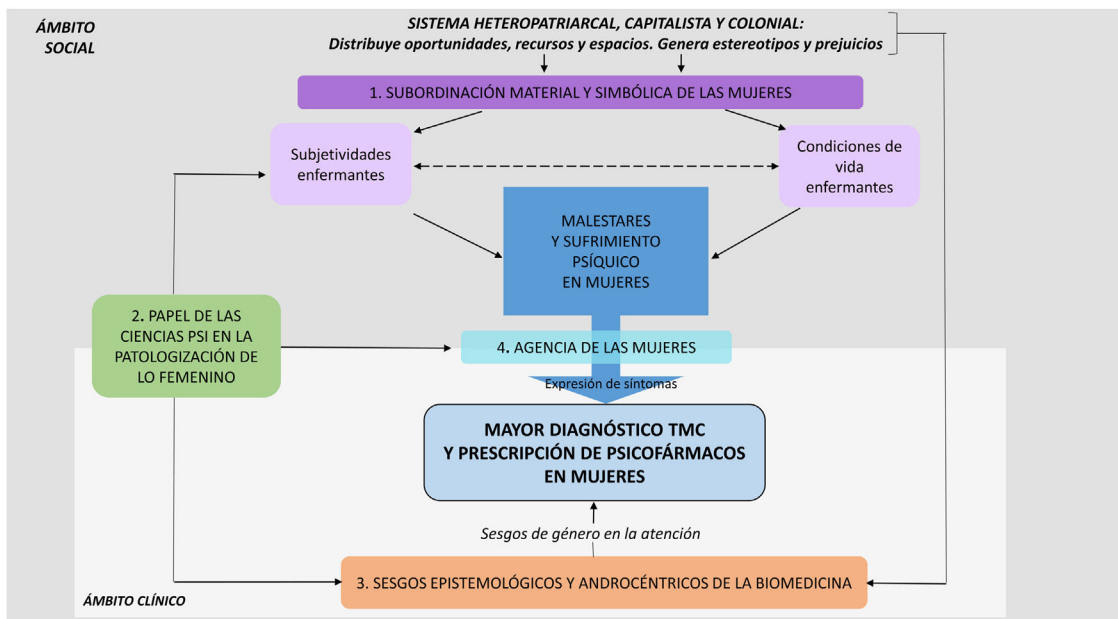 ÁMBITO
SOCIAL
SISTEMA HETEROPATRIARCAL, CAPITALISTA Y COLONIAL:
Distribuye oportunidades, recursos y espacios. Genera estereotipos y prejuicios
1. SUBORDINACIÓN MATERIAL Y SIMBÓLICA DE LAS MUJERES
Subjetividades
enfermantes
Condiciones de
vida
enfermantes
MALESTARES
Y SUFRIMIENTO
PSÍQUICO
EN MUJERES
2. PAPEL DE LAS
CIENCIAS PSI EN LA
PATOLOGIZACIÓN DE
LO FEMENINO
4. AGENCIA DE LAS MUJERES
Expresión de síntomas
MAYOR DIAGNÓSTICO TMC
Y PRESCRIPCIÓN DE PSICOFÁRMACOS
EN MUJERES
Sesgos de género en la atención
3. SESGOS EPISTEMOLÓGICOS Y ANDROCÉNTRICOS DE LA BIOMEDICINA
ÁMBITO CLÍNICO